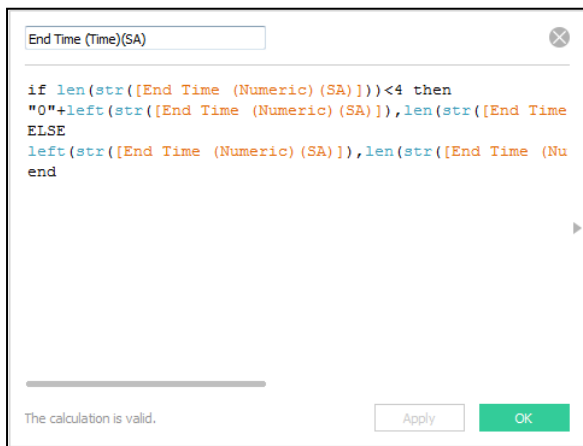 End Time (Time)(SA)
if len(str([End Time (Numeric)(SA)]))<4 then
"0"+left(str([End Time (Numeric)(SA)]),len(str([End Time
ELSE
left(str([End Time (Numeric)(SA)]),len(str([End Time (Nu
end
The calculation is valid.
Apply
OK